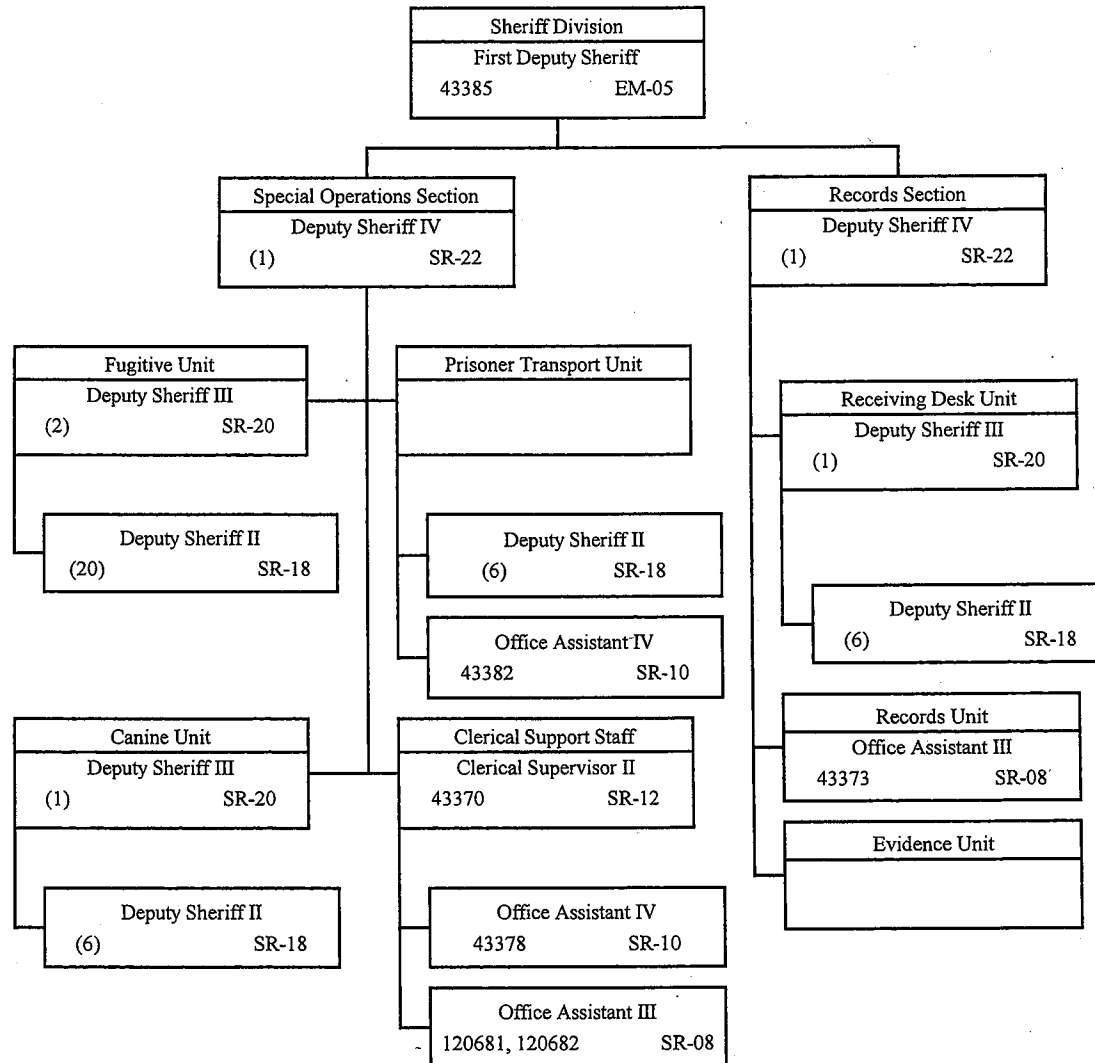 Sheriff Division
First Deputy Sheriff
43385 EM-05
Special Operations Section
Deputy Sheriff IV
(1) SR-22
Records Section
Deputy Sheriff IV
(1) SR-22
Fugitive Unit
Deputy Sheriff III
(2) SR-20
Deputy Sheriff II
(20) SR-18
Prisoner Transport Unit
Deputy Sheriff II
(6) SR-18
Office Assistant IV
43382 SR-10
Receiving Desk Unit
Deputy Sheriff III
(1) SR-20
Deputy Sheriff II
(6) SR-18
Canine Unit
Deputy Sheriff III
(1) SR-20
Deputy Sheriff II
(6) SR-18
Clerical Support Staff
Clerical Supervisor II
43370 SR-12
Office Assistant IV
43378 SR-10
Office Assistant III
120681, 120682 SR-08
Records Unit
Office Assistant III
43373 SR-08
Evidence Unit